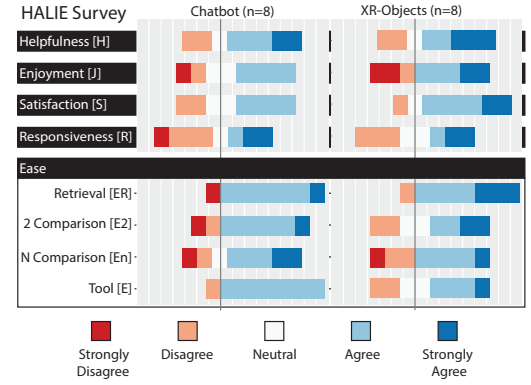 HALIE Survey
Chatbot (n=8)
XR-Objects (n=8)
Helpfulness [H]
Enjoyment [J]
Satisfaction [S]
Responsiveness [R]
Ease
Retrieval [ER]
2 Comparison [E2]
N Comparison [En]
Tool [E]
Strongly Disagree
Disagree
Neutral
Agree
Strongly Agree